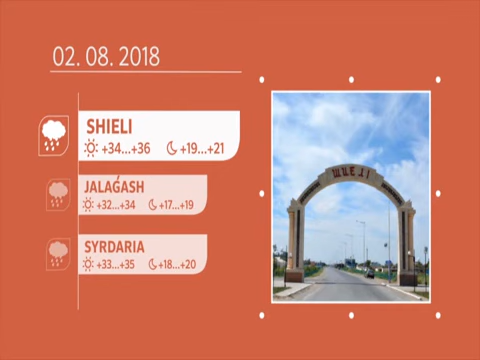 02. 08. 2018
SHIELI
+34...+36 +19...+21
JALAǴASH
+32...+34 +17...+19
SYRDARIA
+33...+35 +18...+20
ШИЕЛІ